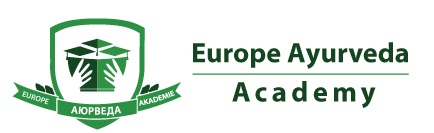 EUROPE
АЮРВЕДА
AKADEMIE
Europe Ayurveda
Academy